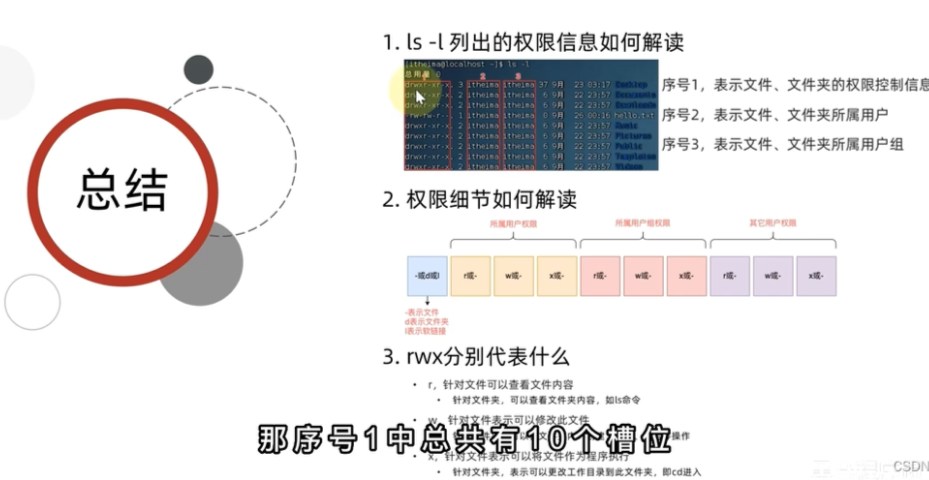 总结
1. ls -l 列出的权限信息如何解读
[itheima@localhost ~]$ ls -l
总用量 0
1 2 3
drwxr-xr-x. 3 itheima itheima 37 9月 23 03:17 Desktop
drwxr-xr-x. 2 itheima itheima 6 9月 22 23:57 Documents
drwxr-xr-x. 2 itheima itheima 6 9月 22 23:57 Downloads
-rw-rw-r--. 1 itheima itheima 0 9月 26 00:16 hello.txt
drwxr-xr-x. 2 itheima itheima 6 9月 22 23:57 Music
drwxr-xr-x. 2 itheima itheima 6 9月 22 23:57 Pictures
drwxr-xr-x. 2 itheima itheima 6 9月 22 23:57 Public
drwxr-xr-x. 2 itheima itheima 6 9月 22 23:57 Templates
drwxr-xr-x. 2 itheima itheima 6 9月 22 23:57 Videos
序号1，表示文件、文件夹的权限控制信息
序号2，表示文件、文件夹所属用户
序号3，表示文件、文件夹所属用户组
2. 权限细节如何解读
所属用户权限 所属用户组权限 其它用户权限
-或d或l r或- w或- x或- r或- w或- x或- r或- w或- x或-
-表示文件
d表示文件夹
l表示软链接
3. rwx分别代表什么
• r，针对文件可以查看文件内容
• 针对文件夹，可以查看文件夹内容，如ls命令
• w，针对文件表示可以修改此文件
操作
那序号1中总共有10个槽位
• x，针对文件表示可以将文件作为程序执行
• 针对文件夹，表示可以更改工作目录到此文件夹，即cd进入
CSDN